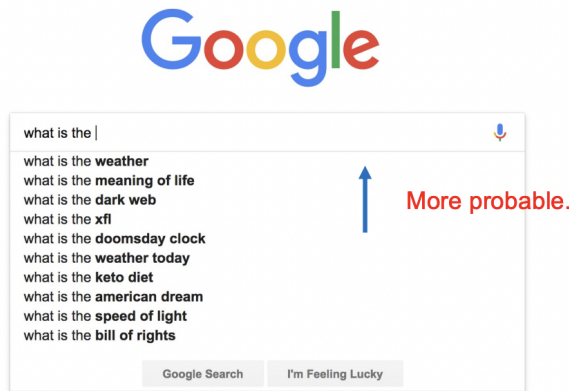 Google
what is the
what is the weather
what is the meaning of life
More probable.
what is the dark web
what is the xfl
what is the doomsday clock
what is the weather today
what is the keto diet
what is the american dream
what is the speed of light
what is the bill of rights
Google Search
I'm Feeling Lucky